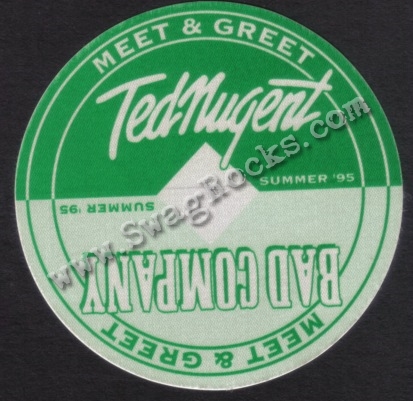 MEET & GREET
Ted Nugent
SUMMER '95
www.SwagRocks.com
SUMMER '95
BAD COMPANY
MEET & GREET